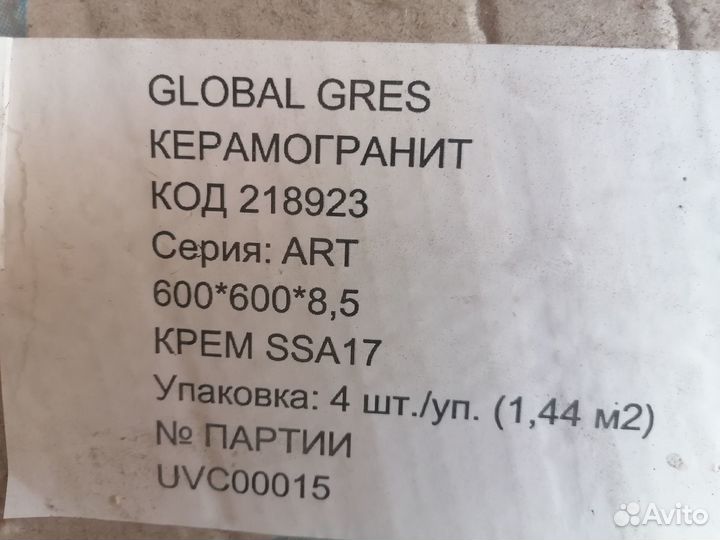 GLOBAL GRES
КЕРАМОГРАНИТ
КОД 218923
Серия: ART
600*600*8,5
КРЕМ SSA17
Упаковка: 4 шт./уп. (1,44 м2)
№ ПАРТИИ
UVC00015
Avito